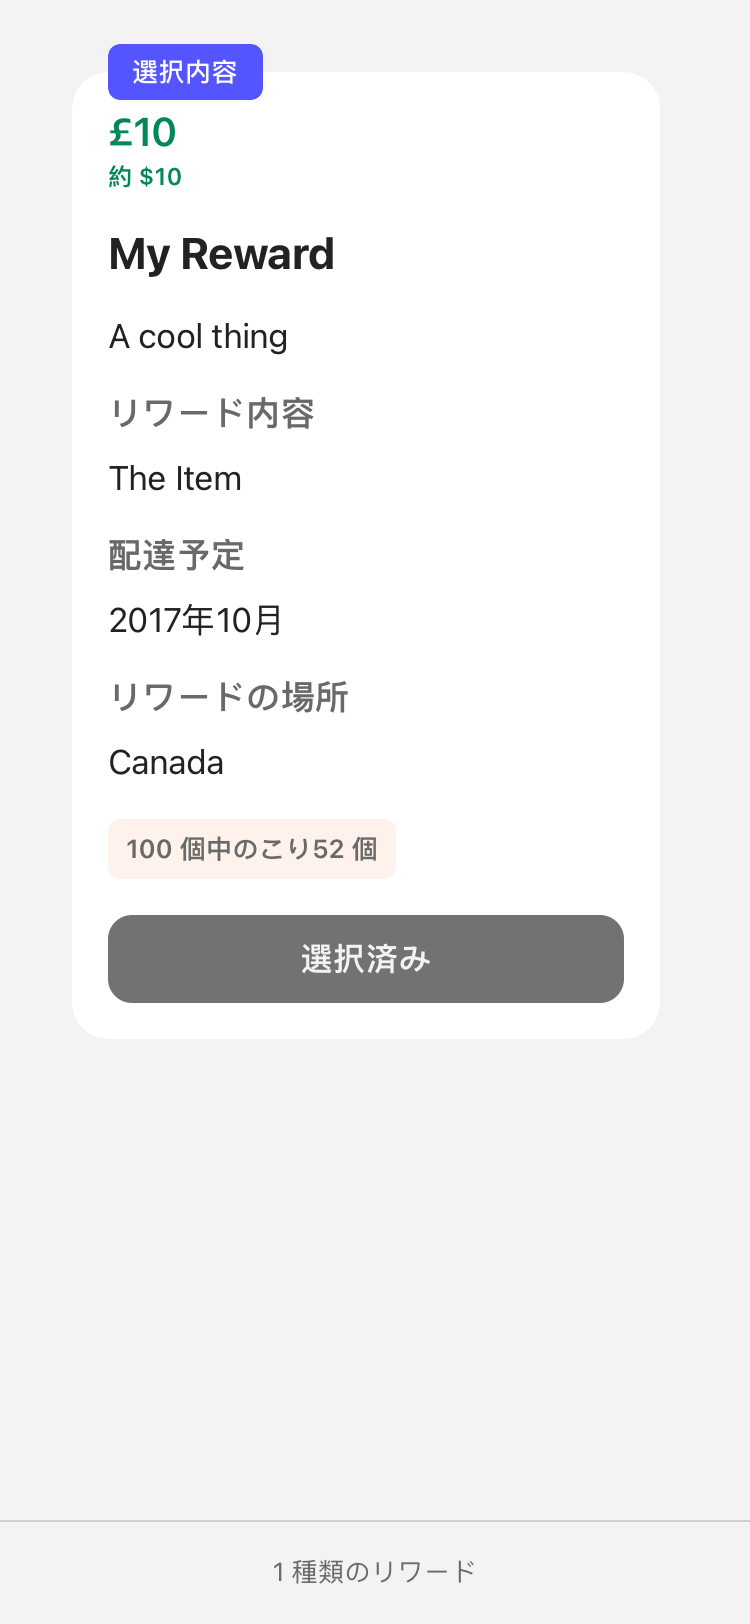 選択内容
£10
約 $10
My Reward
A cool thing
リワード内容
The Item
配達予定
2017年10月
リワードの場所
Canada
100 個中のこり52 個
選択済み
1 種類のリワード